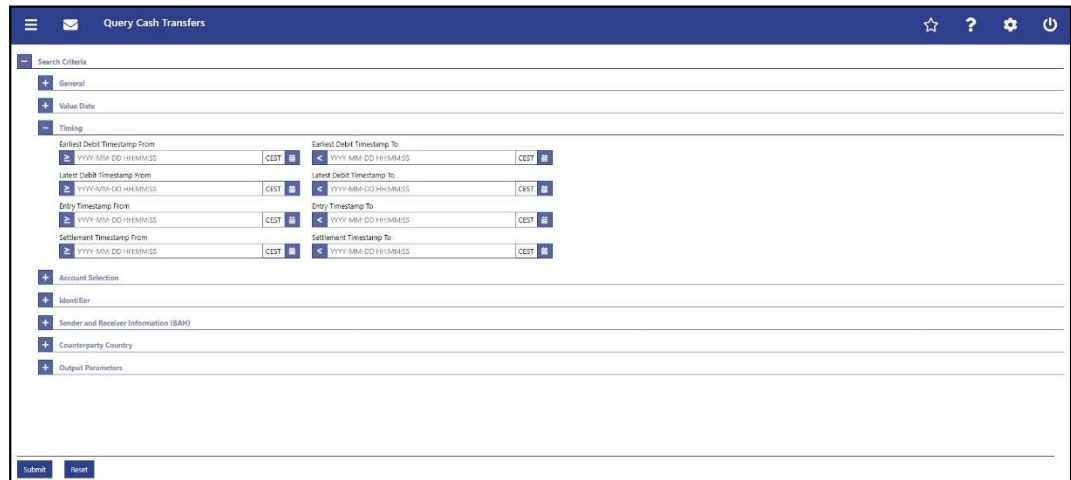 Query Cash Transfers ?
− Search Criteria
+ General
+ Value Date
− Timing
Earliest Debit Timestamp From Earliest Debit Timestamp To
≥ YYYY-MM-DD HH:MM:SS CEST < YYYY-MM-DD HH:MM:SS CEST
Latest Debit Timestamp From Latest Debit Timestamp To
≥ YYYY-MM-DD HH:MM:SS CEST < YYYY-MM-DD HH:MM:SS CEST
Entry Timestamp From Entry Timestamp To
≥ YYYY-MM-DD HH:MM:SS CEST < YYYY-MM-DD HH:MM:SS CEST
Settlement Timestamp From Settlement Timestamp To
≥ YYYY-MM-DD HH:MM:SS CEST < YYYY-MM-DD HH:MM:SS CEST
+ Account Selection
+ Identifier
+ Sender and Receiver Information (BAH)
+ Counterparty Country
+ Output Parameters
Submit Reset